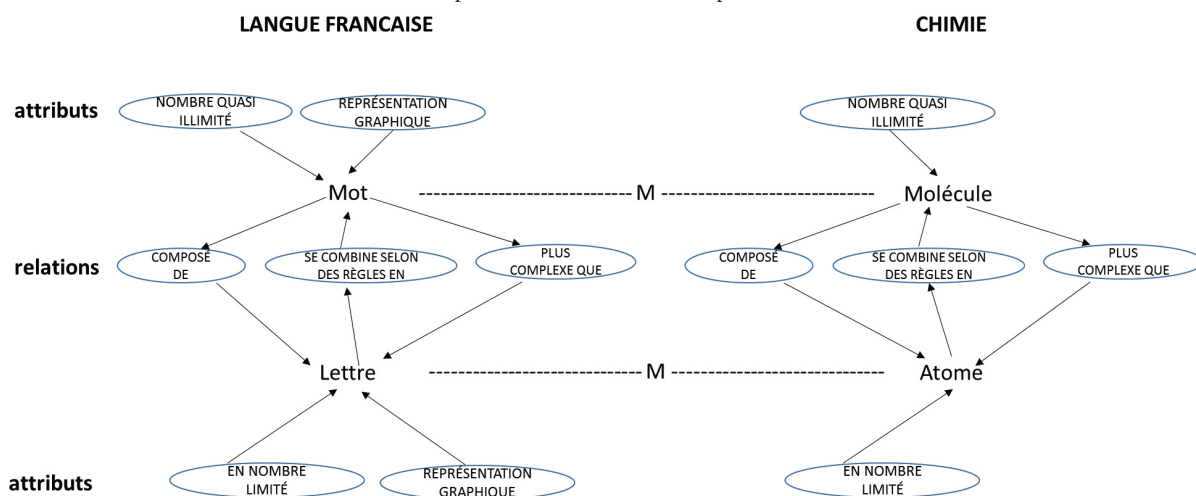 LANGUE FRANCAISE
CHIMIE
attributs
NOMBRE QUASI
ILLIMITÉ
REPRÉSENTATION
GRAPHIQUE
NOMBRE QUASI
ILLIMITÉ
Mot
M
Molécule
relations
COMPOSÉ
DE
SE COMBINE SELON
DES RÈGLES EN
PLUS
COMPLEXE QUE
COMPOSÉ
DE
SE COMBINE SELON
DES RÈGLES EN
PLUS
COMPLEXE QUE
Lettre
M
Atome
attributs
EN NOMBRE
LIMITÉ
REPRÉSENTATION
GRAPHIQUE
EN NOMBRE
LIMITÉ